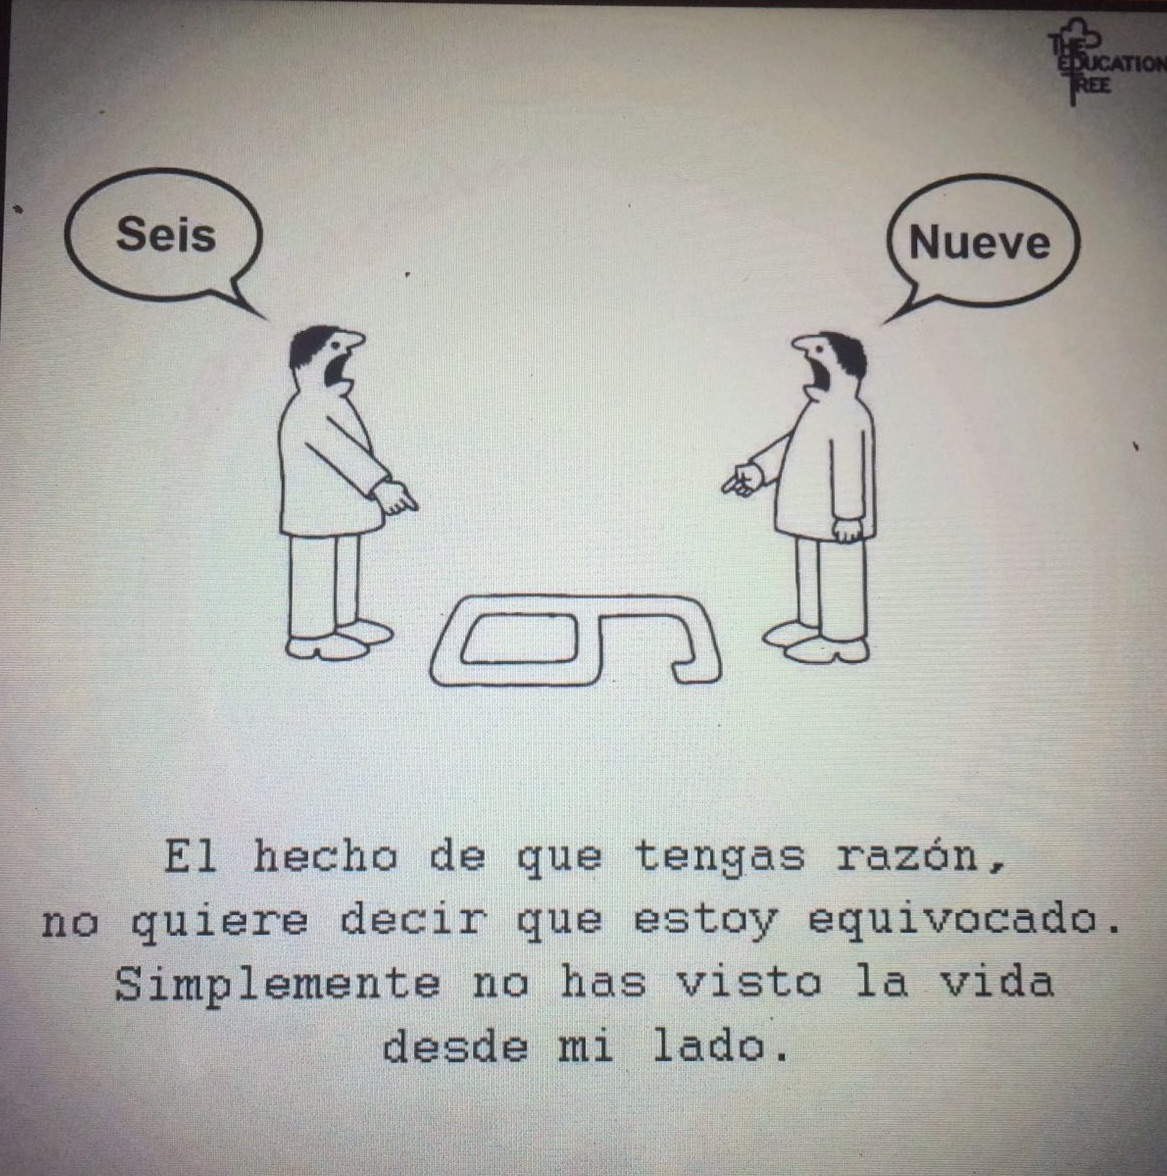 THE
EDUCATION
TREE
Seis
Nueve
El hecho de que tengas razón,
no quiere decir que estoy equivocado.
Simplemente no has visto la vida
desde mi lado.